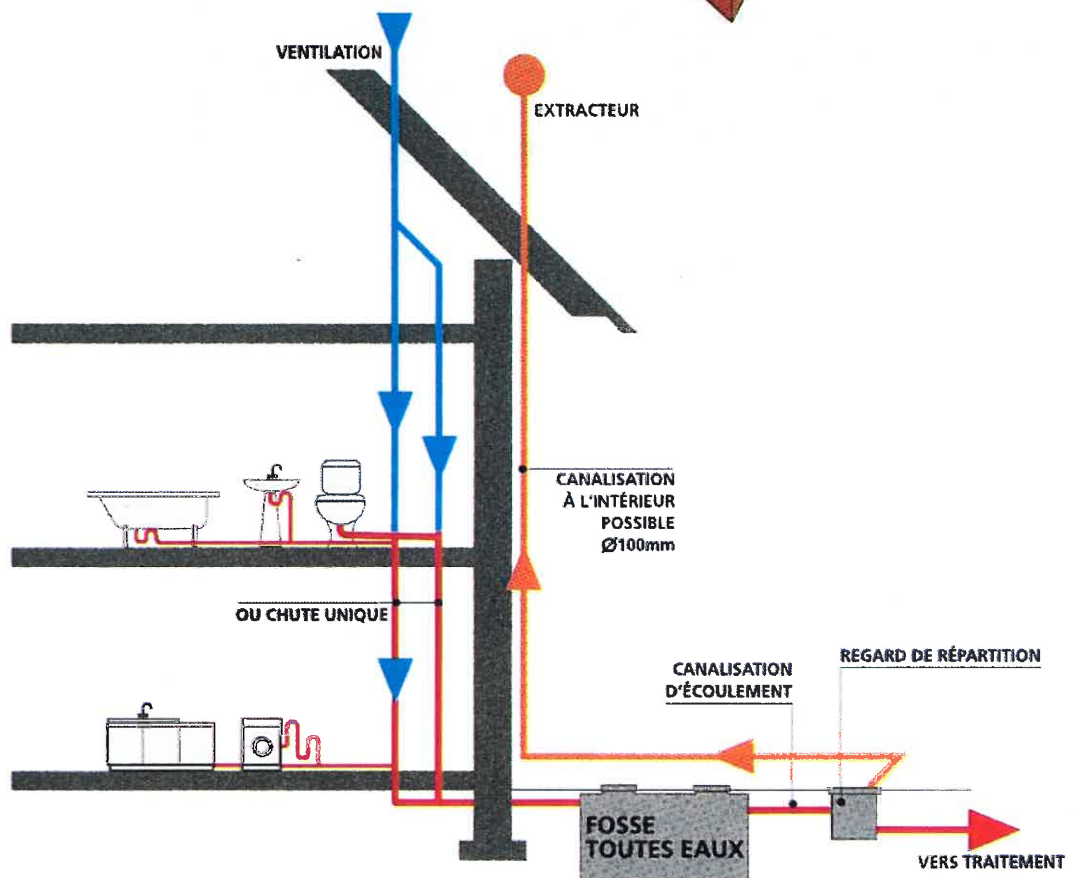 VENTILATION
EXTRACTEUR
CANALISATION
À L'INTÉRIEUR
POSSIBLE
Ø100mm
OU CHUTE UNIQUE
CANALISATION
D'ÉCOULEMENT
REGARD DE RÉPARTITION
FOSSE
TOUTES EAUX
VERS TRAITEMENT